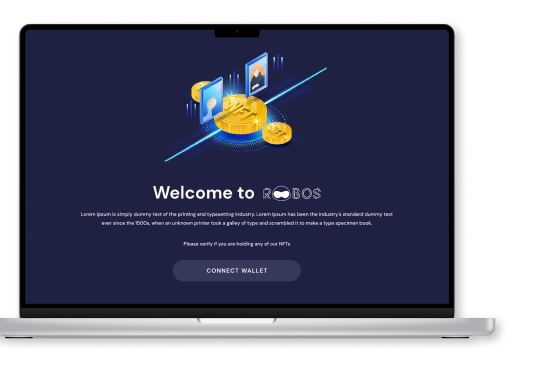 NFT
Welcome to ROBOS
Lorem Ipsum is simply dummy text of the printing and typesetting industry. Lorem Ipsum has been the industry's standard dummy text
ever since the 1500s, when an unknown printer took a galley of type and scrambled it to make a type specimen book.
Please verify if you are holding any of our NFTs
CONNECT WALLET